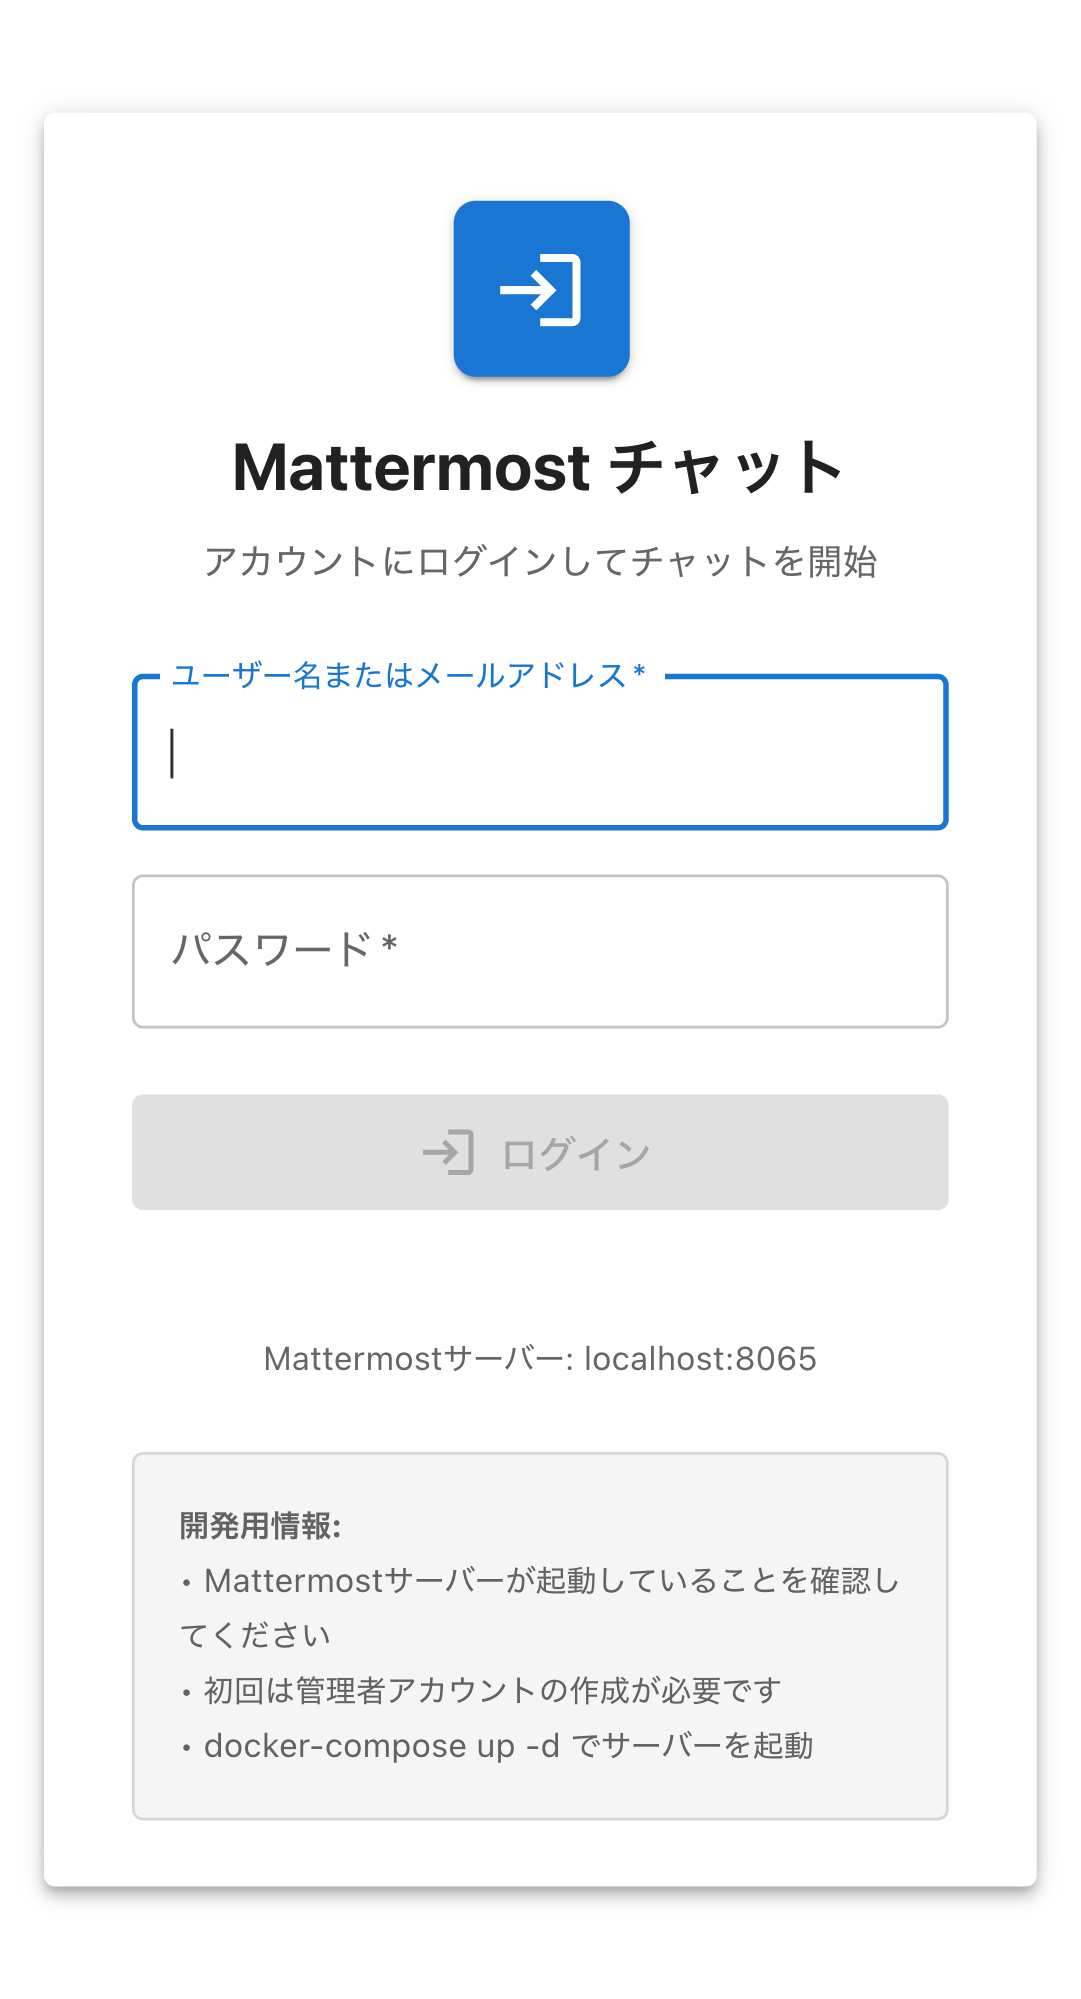 Mattermost チャット
アカウントにログインしてチャットを開始
ユーザー名またはメールアドレス *
パスワード *
ログイン
Mattermostサーバー: localhost:8065
開発用情報:
• Mattermostサーバーが起動していることを確認し
てください
• 初回は管理者アカウントの作成が必要です
• docker-compose up -d でサーバーを起動